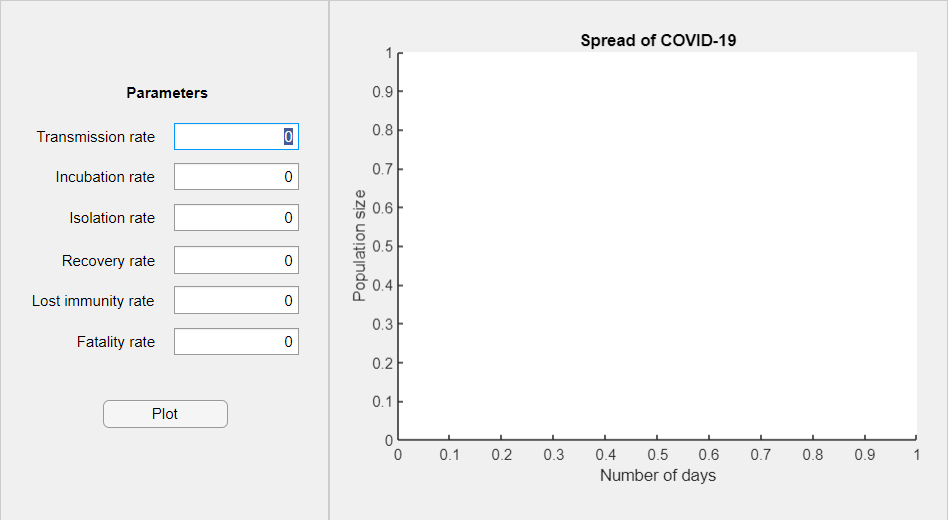 Parameters
Transmission rate 0
Incubation rate 0
Isolation rate 0
Recovery rate 0
Lost immunity rate 0
Fatality rate 0
Plot
Spread of COVID-19
1
0.9
0.8
0.7
0.6
0.5
0.4
0.3
0.2
0.1
0
Population size
0 0.1 0.2 0.3 0.4 0.5 0.6 0.7 0.8 0.9 1
Number of days